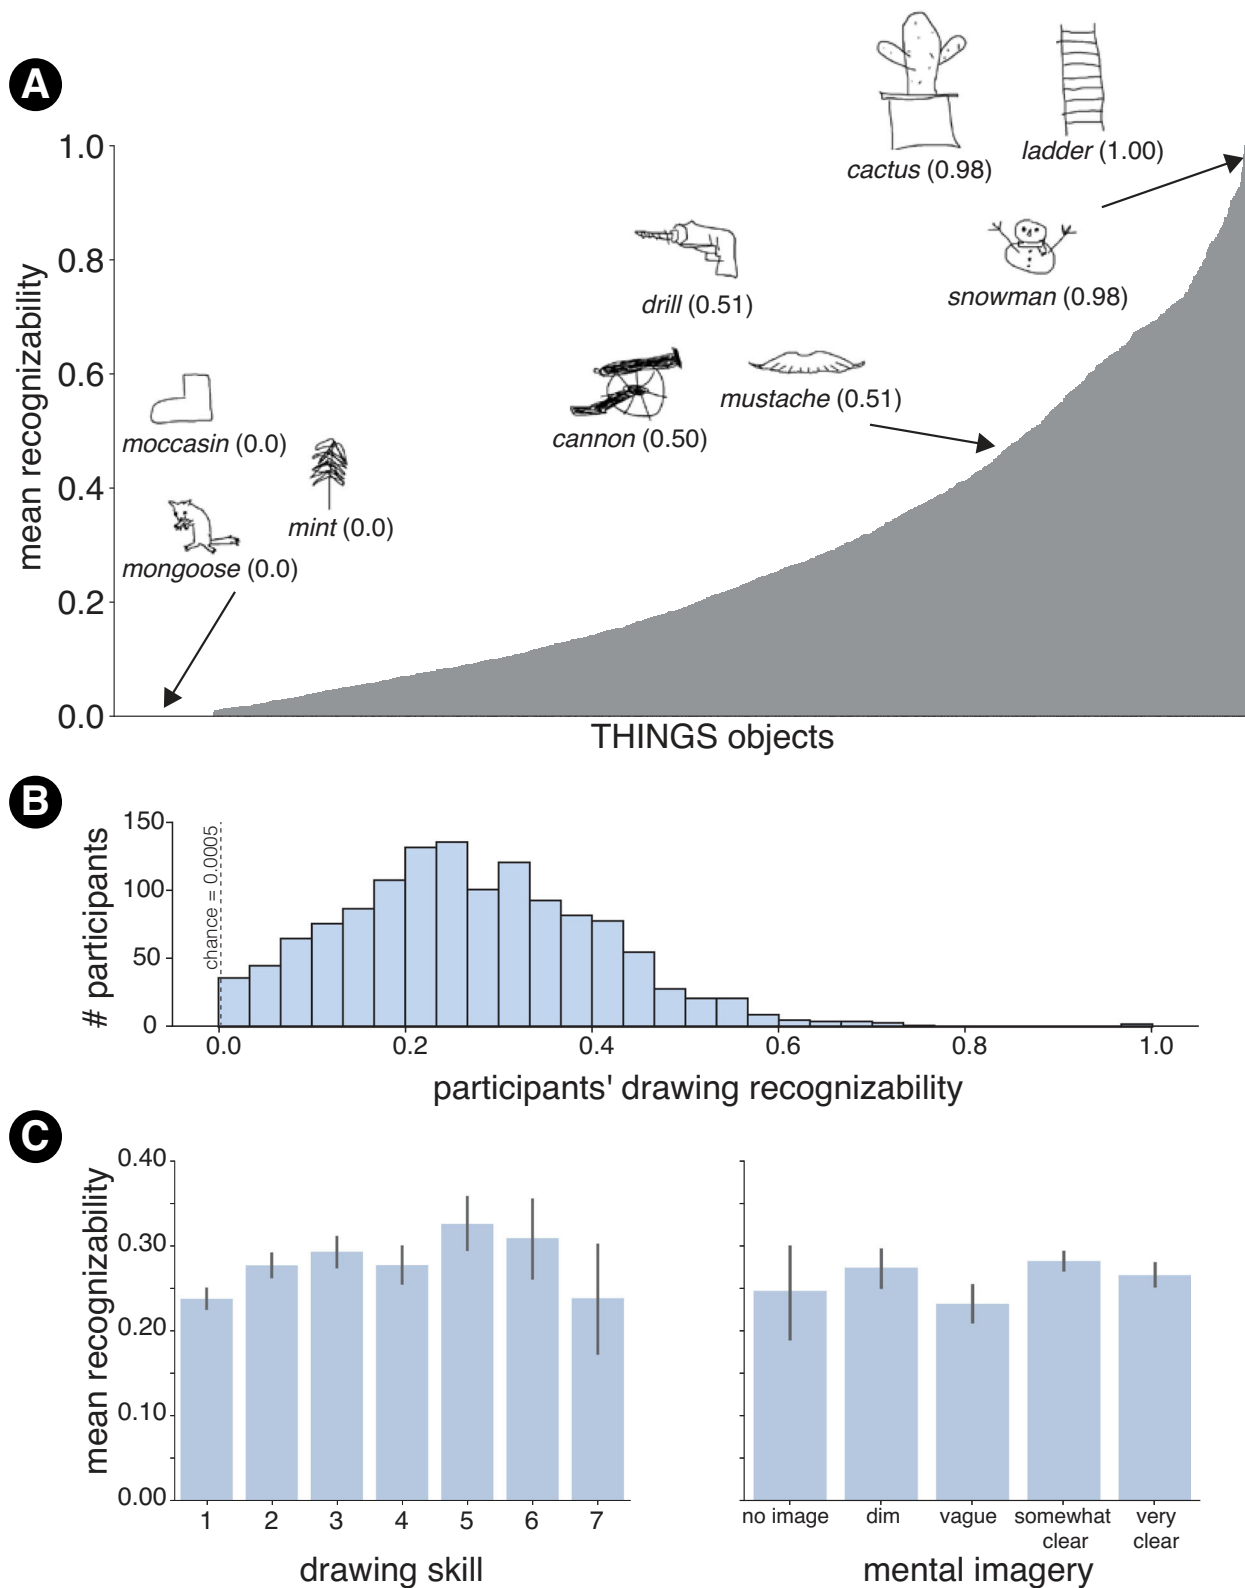 A
1.0
0.8
0.6
0.4
0.2
0.0
mean recognizability
cactus (0.98)
ladder (1.00)
drill (0.51)
snowman (0.98)
mustache (0.51)
cannon (0.50)
moccasin (0.0)
mint (0.0)
mongoose (0.0)
THINGS objects
B
150
100
50
0
# participants
chance = 0.0005
0.0 0.2 0.4 0.6 0.8 1.0
participants' drawing recognizability
C
0.40
0.30
0.20
0.10
0.00
mean recognizability
1 2 3 4 5 6 7
drawing skill
no image dim vague somewhat very
clear clear
mental imagery